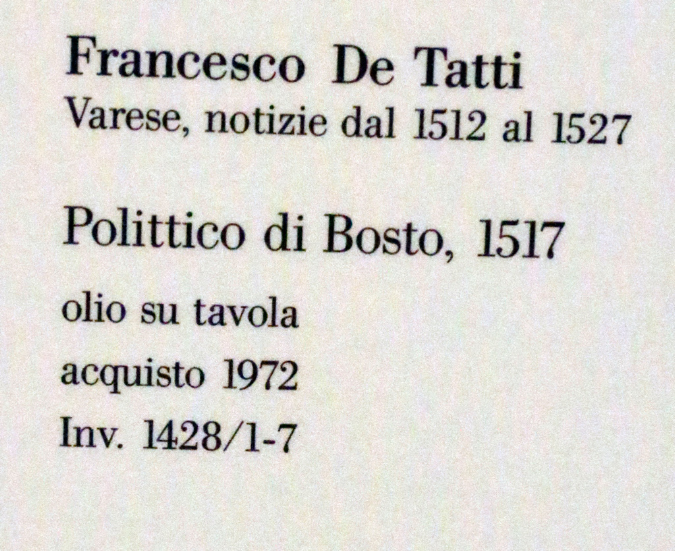 Francesco De Tatti
Varese, notizie dal 1512 al 1527
Polittico di Bosto, 1517
olio su tavola
acquisto 1972
Inv. 1428/1-7